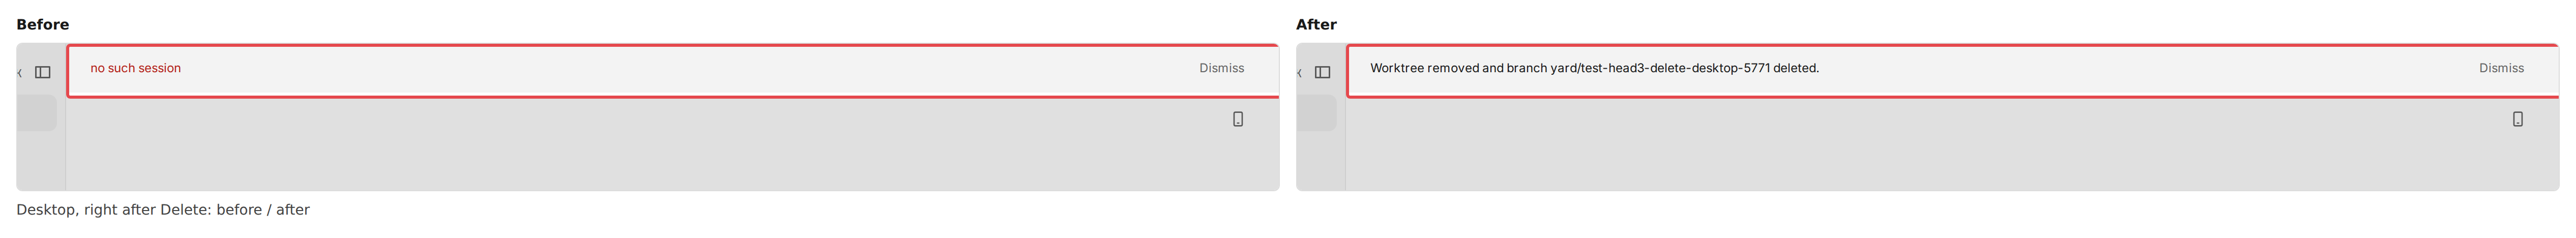 Before
no such session
Dismiss
Desktop, right after Delete: before / after
After
Worktree removed and branch yard/test-head3-delete-desktop-5771 deleted.
Dismiss